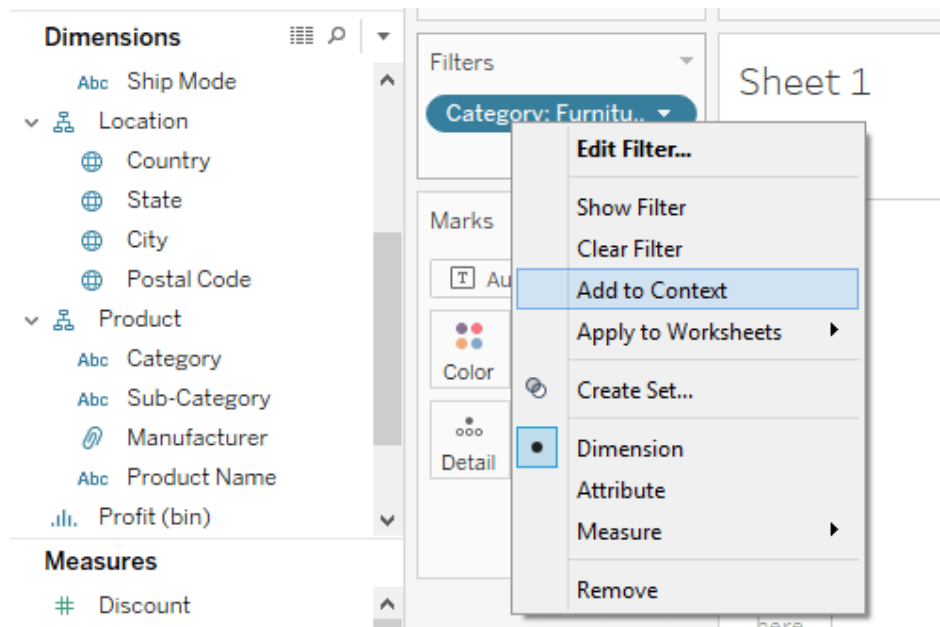 Dimensions
Abc Ship Mode
Location
Country
State
City
Postal Code
Product
Abc Category
Abc Sub-Category
Manufacturer
Abc Product Name
Profit (bin)
Measures
# Discount
Filters
Category: Furnitu..
Marks
T Au
Color
Detail
Sheet 1
Edit Filter...
Show Filter
Clear Filter
Add to Context
Apply to Worksheets
Create Set...
Dimension
Attribute
Measure
Remove
here